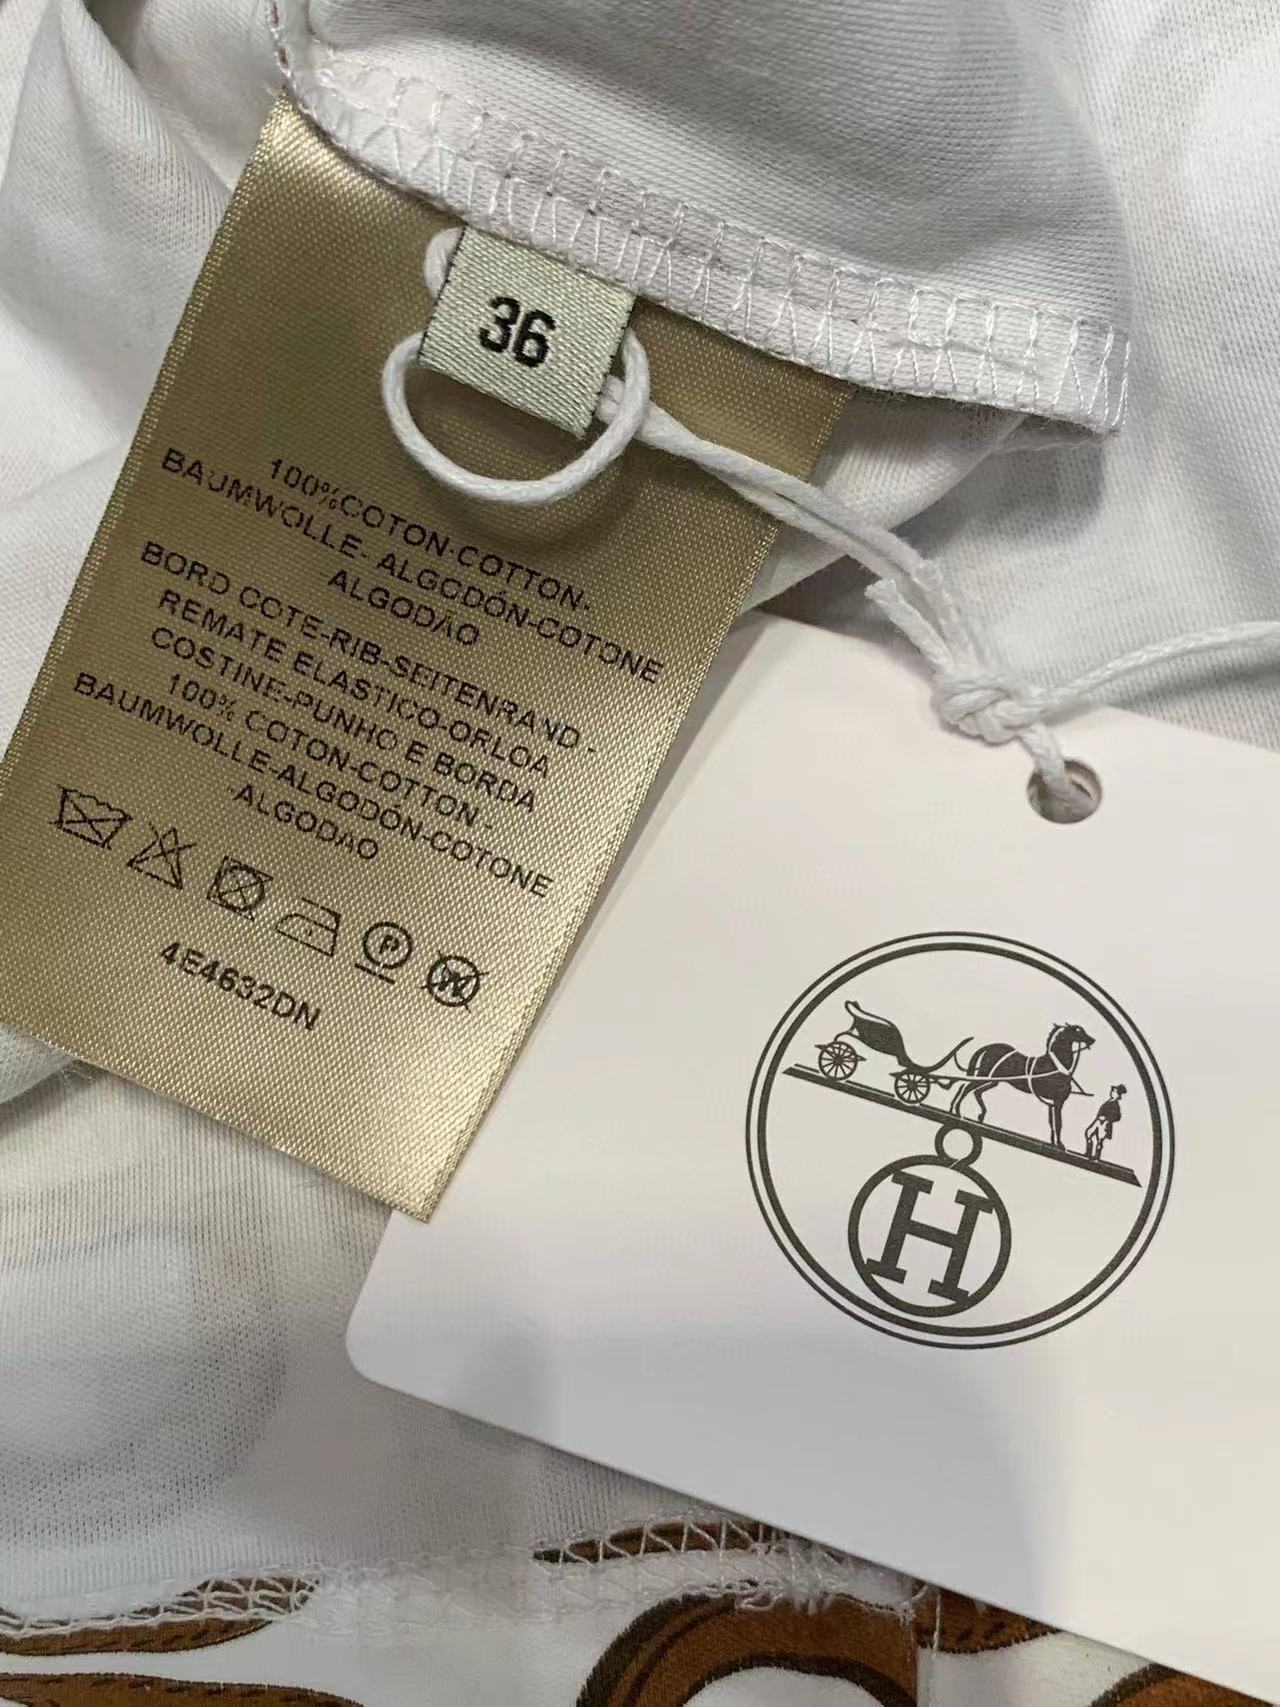 36
100%COTON-COTTON-
BAUMWOLLE- ALGODÓN-COTONE
ALGODÃO
BORD COTE-RIB-SEITENRAND -
REMATE ELASTICO-ORLOA
COSTINE-PUNHO E BORDA
100% COTON-COTTON -
BAUMWOLLE-ALGODÓN-COTONE
-ALGODAO
P
W
4E4632DN
H